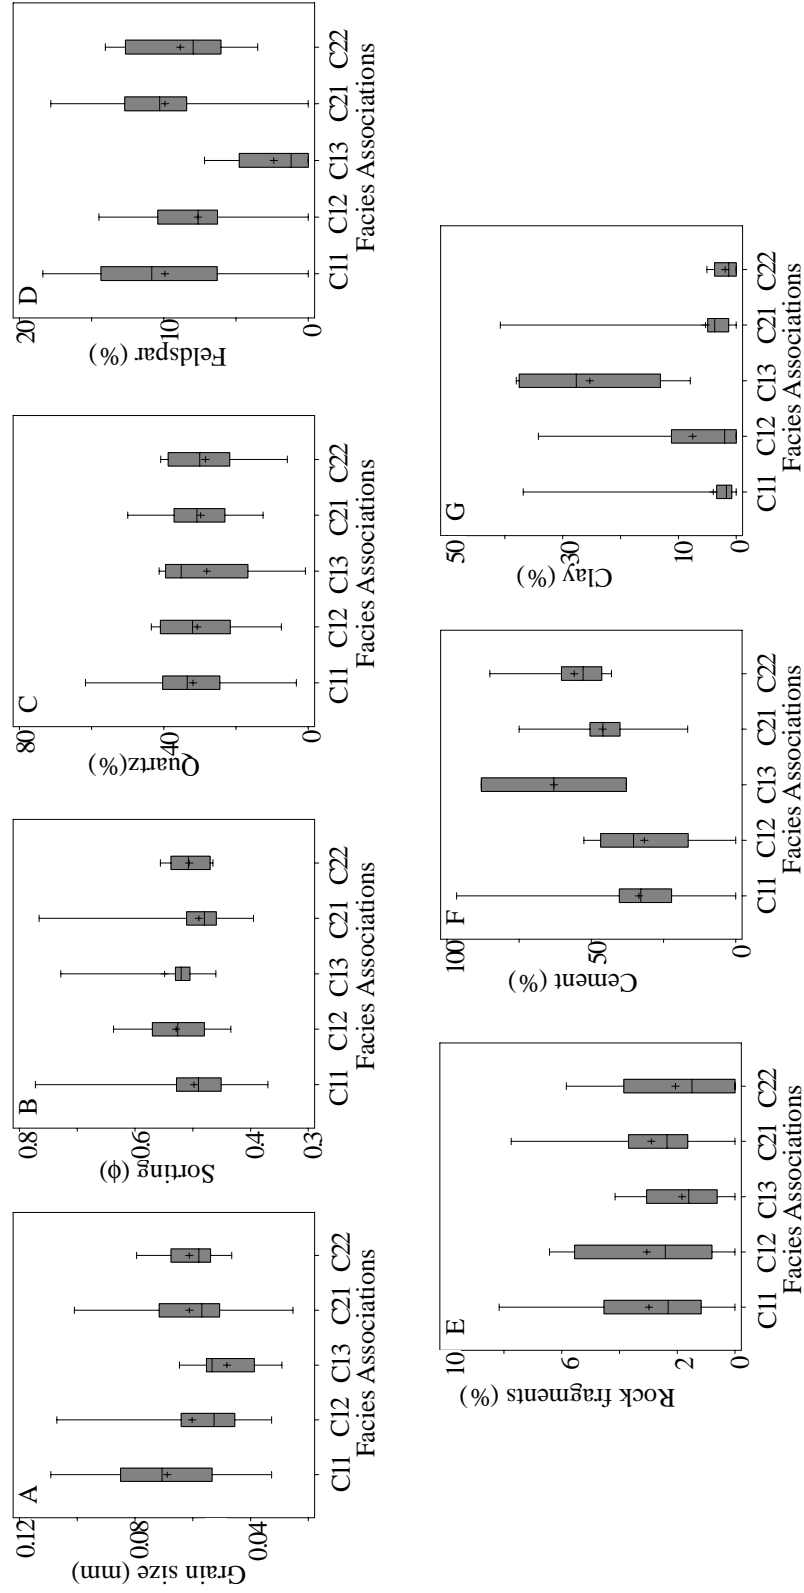 A
0.12
0.08
0.04
Grain size (mm)
C11 C12 C13 C21 C22
Facies Associations
B
0.8
0.6
0.4
0.3
Sorting (ϕ)
C11 C12 C13 C21 C22
Facies Associations
C
80
40
0
Quartz(%)
C11 C12 C13 C21 C22
Facies Associations
D
20
10
0
Feldspar (%)
C11 C12 C13 C21 C22
Facies Associations
E
10
6
2
0
Rock fragments (%)
C11 C12 C13 C21 C22
Facies Associations
F
100
50
0
Cement (%)
C11 C12 C13 C21 C22
Facies Associations
G
50
30
10
0
Clay (%)
C11 C12 C13 C21 C22
Facies Associations